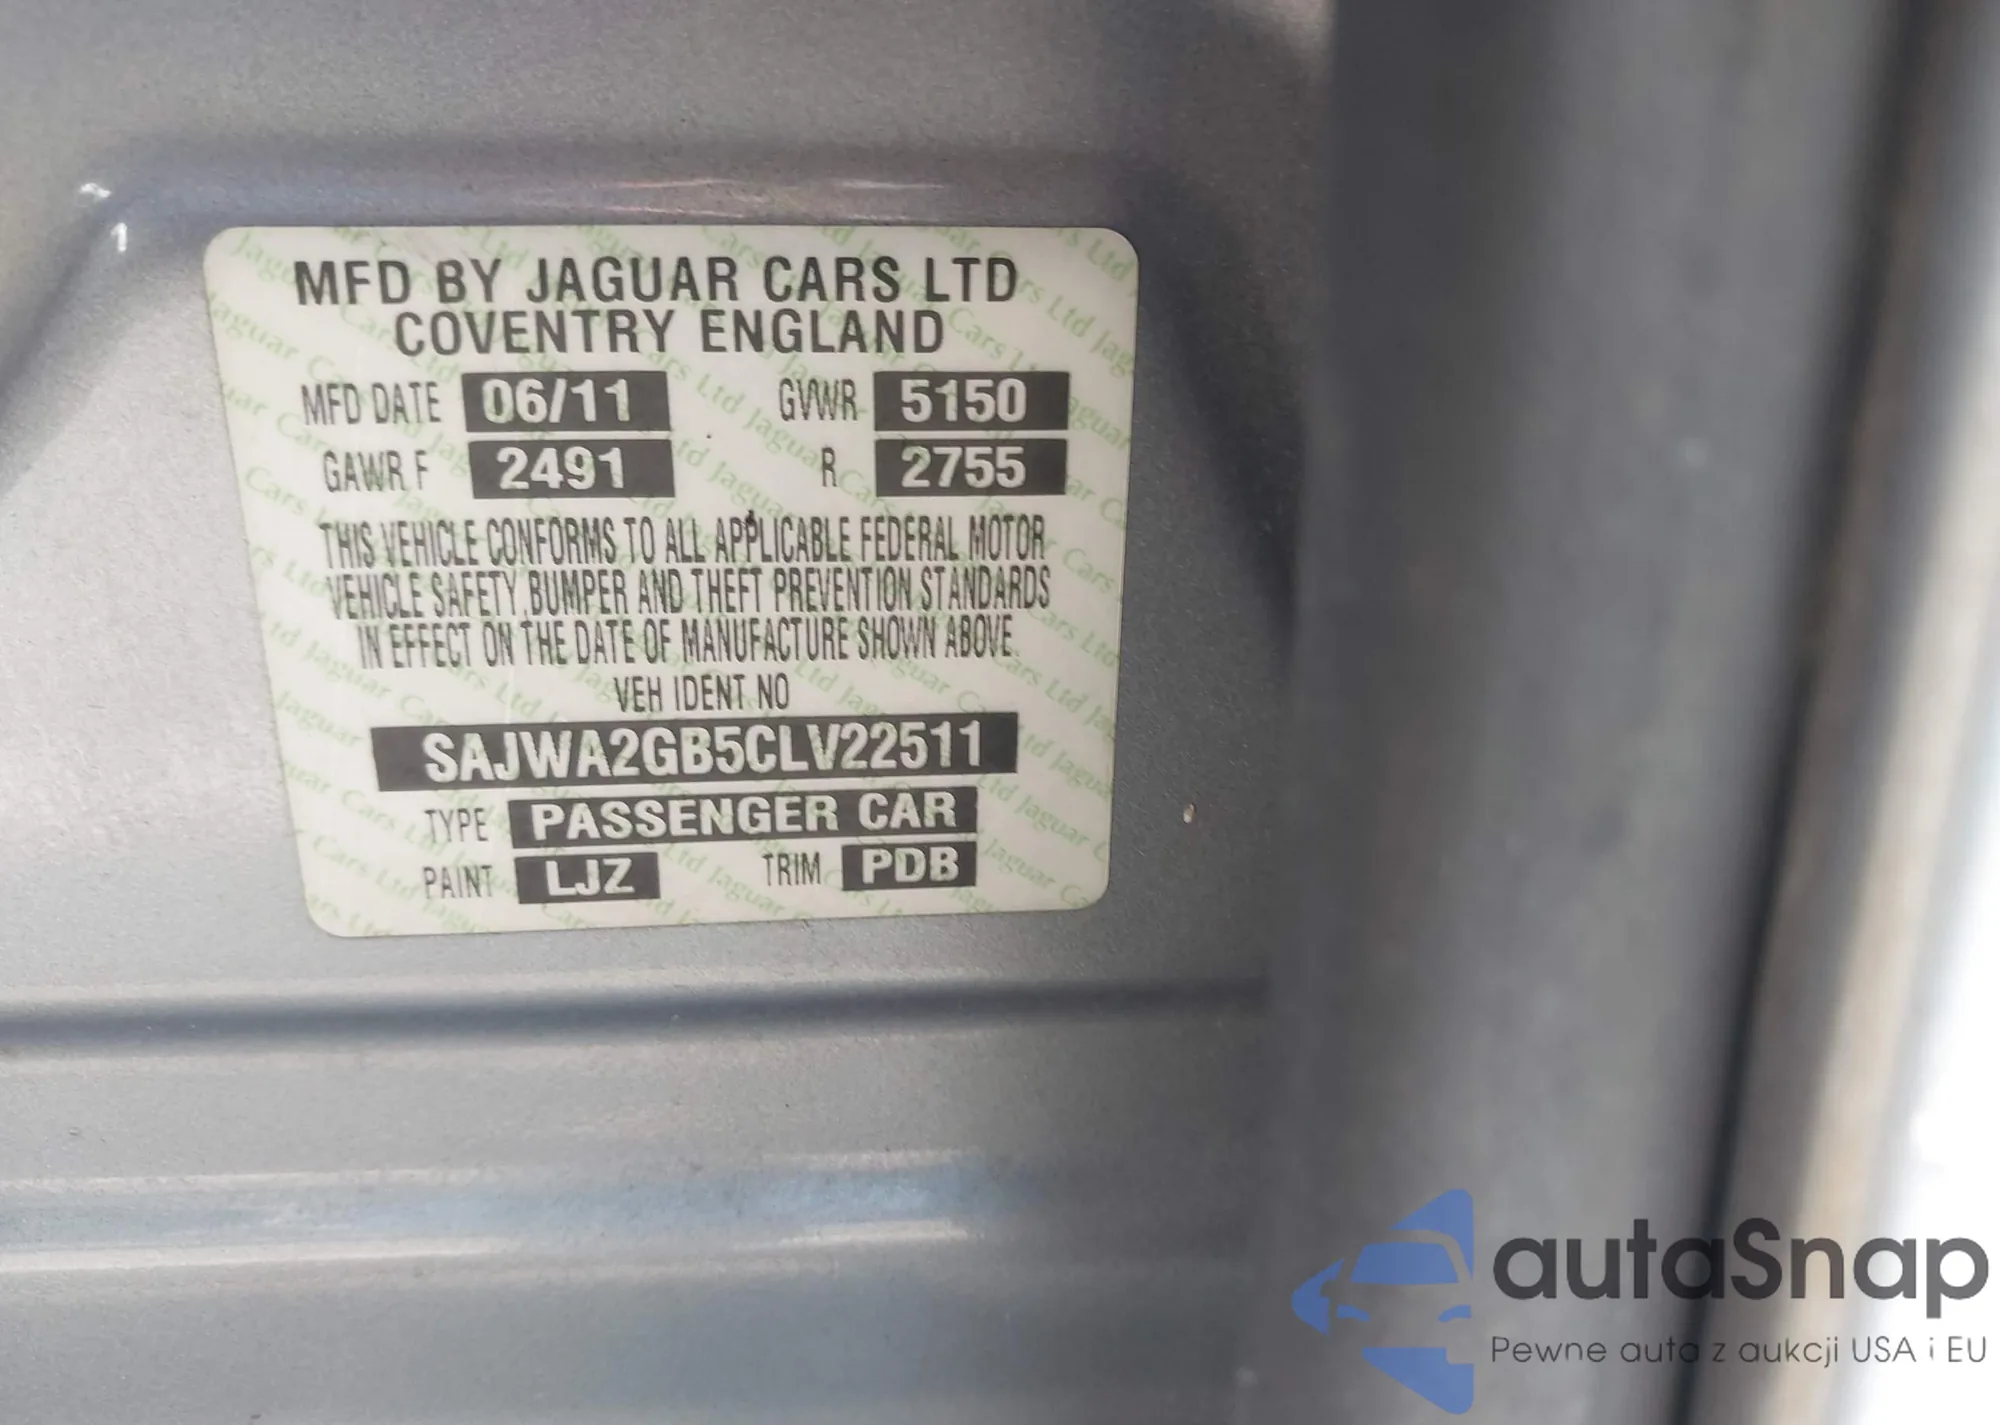 MFD BY JAGUAR CARS LTD
COVENTRY ENGLAND
MFD DATE 06/11 GVWR 5150
GAWR F 2491 R 2755
THIS VEHICLE CONFORMS TO ALL APPLICABLE FEDERAL MOTOR
VEHICLE SAFETY, BUMPER AND THEFT PREVENTION STANDARDS
IN EFFECT ON THE DATE OF MANUFACTURE SHOWN ABOVE.
VEH IDENT NO
SAJWA2GB5CLV22511
TYPE PASSENGER CAR
PAINT LJZ TRIM PDB
autaSnap
Pewne auta z aukcji USA i EU